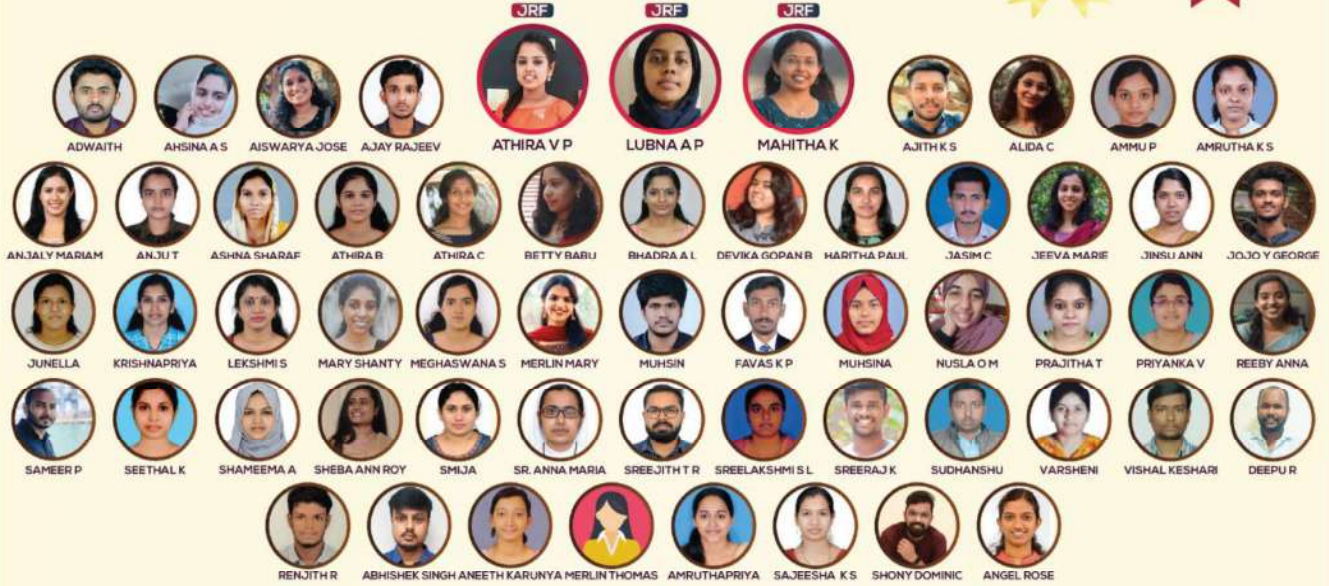 JRF JRF JRF
ADWAITH AHSINA A S AISWARYA JOSE AJAY RAJEEV ATHIRA V P LUBNA A P MAHITHA K AJITH K S ALIDA C AMMU P AMRUTHA K S
ANJALY MARIAM ANJU T ASHNA SHARAF ATHIRA B ATHIRA C BETTY BABU BHADRA A L DEVIKA GOPAN B HARITHA PAUL JASIM C JEEVA MARIE JINSU ANN JOJO Y GEORGE
JUNELLA KRISHNAPRIYA LEKSHMI S MARY SHANTY MEGHASWANA S MERLIN MARY MUHSIN FAVAS K P MUHSINA NUSLA O M PRAJITHA T PRIYANKA V REEBY ANNA
SAMEER P SEETHAL K SHAMEEMA A SHEBA ANN ROY SMIJA SR. ANNA MARIA SREEJITH T R SREELAKSHMI S L SREERAJ K SUDHANSHU VARSHENI VISHAL KESHARI DEEPU R
RENJITH R ABHISHEK SINGH ANEETH KARUNYA MERLIN THOMAS AMRUTHAPRIYA SAJEESHA K S SHONY DOMINIC ANGEL ROSE